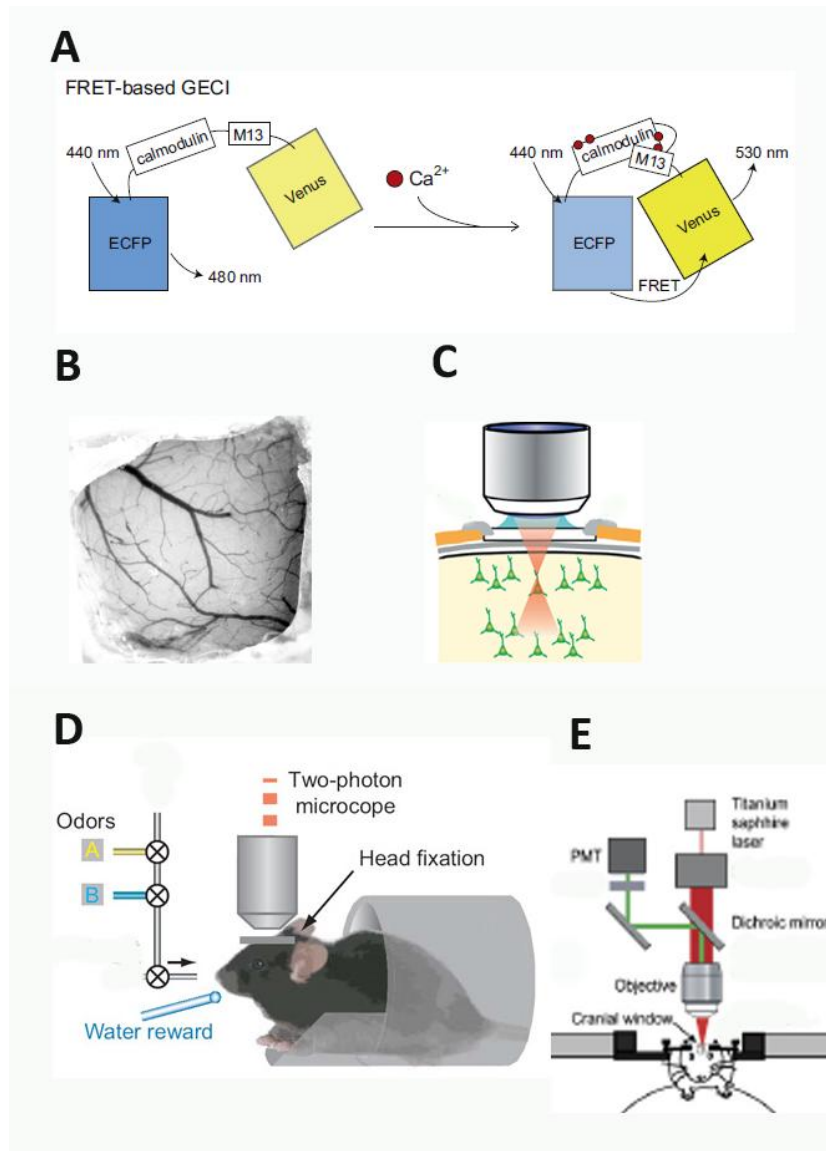 A
FRET-based GECI
440 nm
calmodulin
M13
Venus
ECFP
480 nm
Ca2+
440 nm
calmodulin
M13
530 nm
Venus
ECFP
FRET
B
C
D
Odors
A
B
Two-photon
microcope
Head fixation
Water reward
E
Titanium
saphhire
laser
PMT
Dichroic mirror
Objective
Cranial window